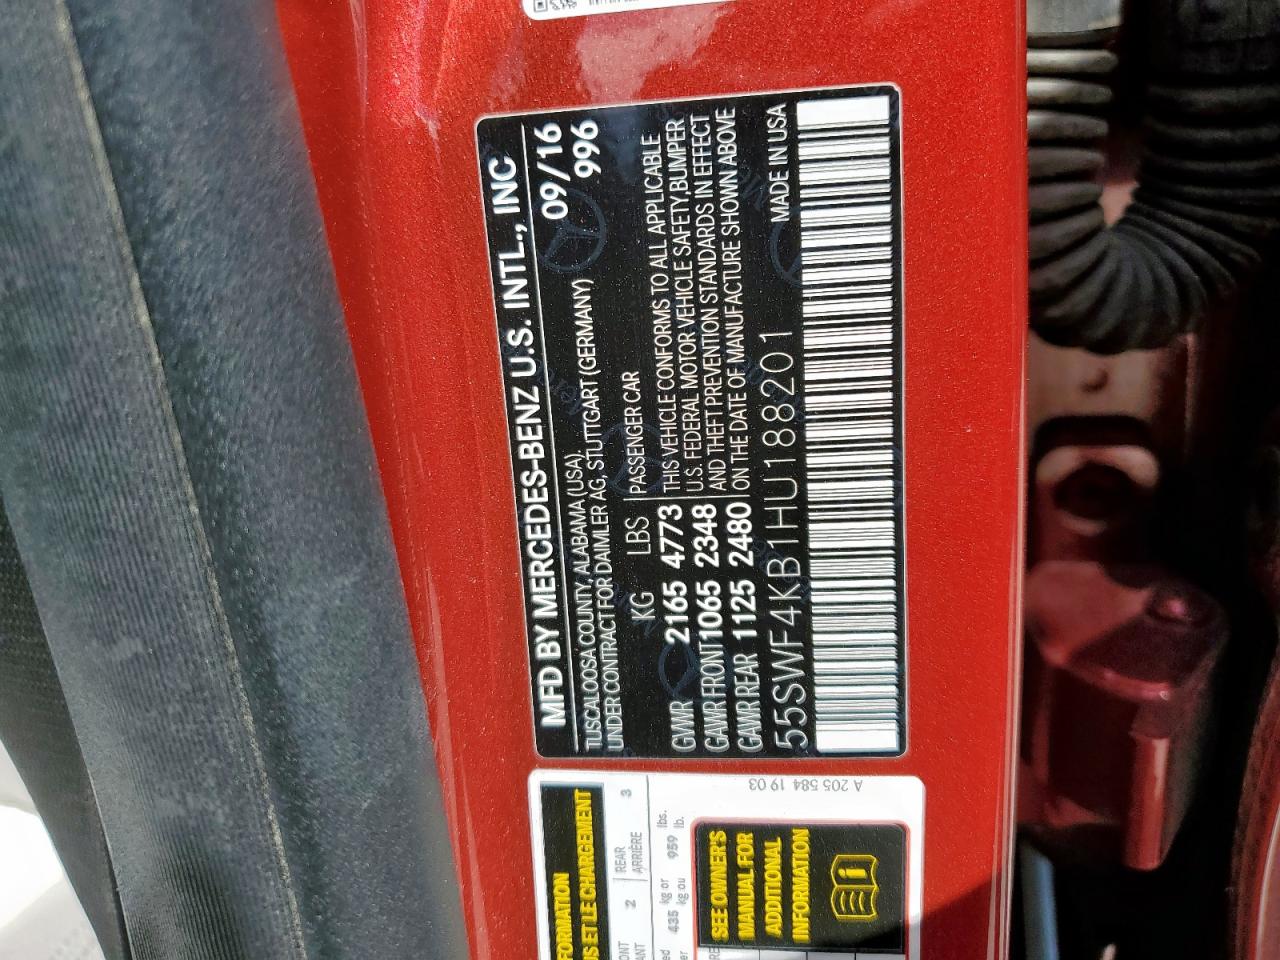 MFD BY MERCEDES-BENZ U.S. INTL., INC
TUSCALOOSA COUNTY, ALABAMA (USA) 09/16
UNDER CONTRACT FOR DAIMLER AG, STUTTGART (GERMANY) 996
KG LBS PASSENGER CAR
GVWR 2165 4773 THIS VEHICLE CONFORMS TO ALL APPLICABLE
GAWR FRONT 1065 2348 U.S. FEDERAL MOTOR VEHICLE SAFETY, BUMPER
AND THEFT PREVENTION STANDARDS IN EFFECT
GAWR REAR 1125 2480 ON THE DATE OF MANUFACTURE SHOWN ABOVE
55SWF4KB1HU188201 MADE IN USA
A 205 584 19 03
2 REAR 3
ARRIÈRE
435 kg or 959 lbs.
kg ou lb.
SEE OWNER'S
MANUAL FOR
ADDITIONAL
INFORMATION